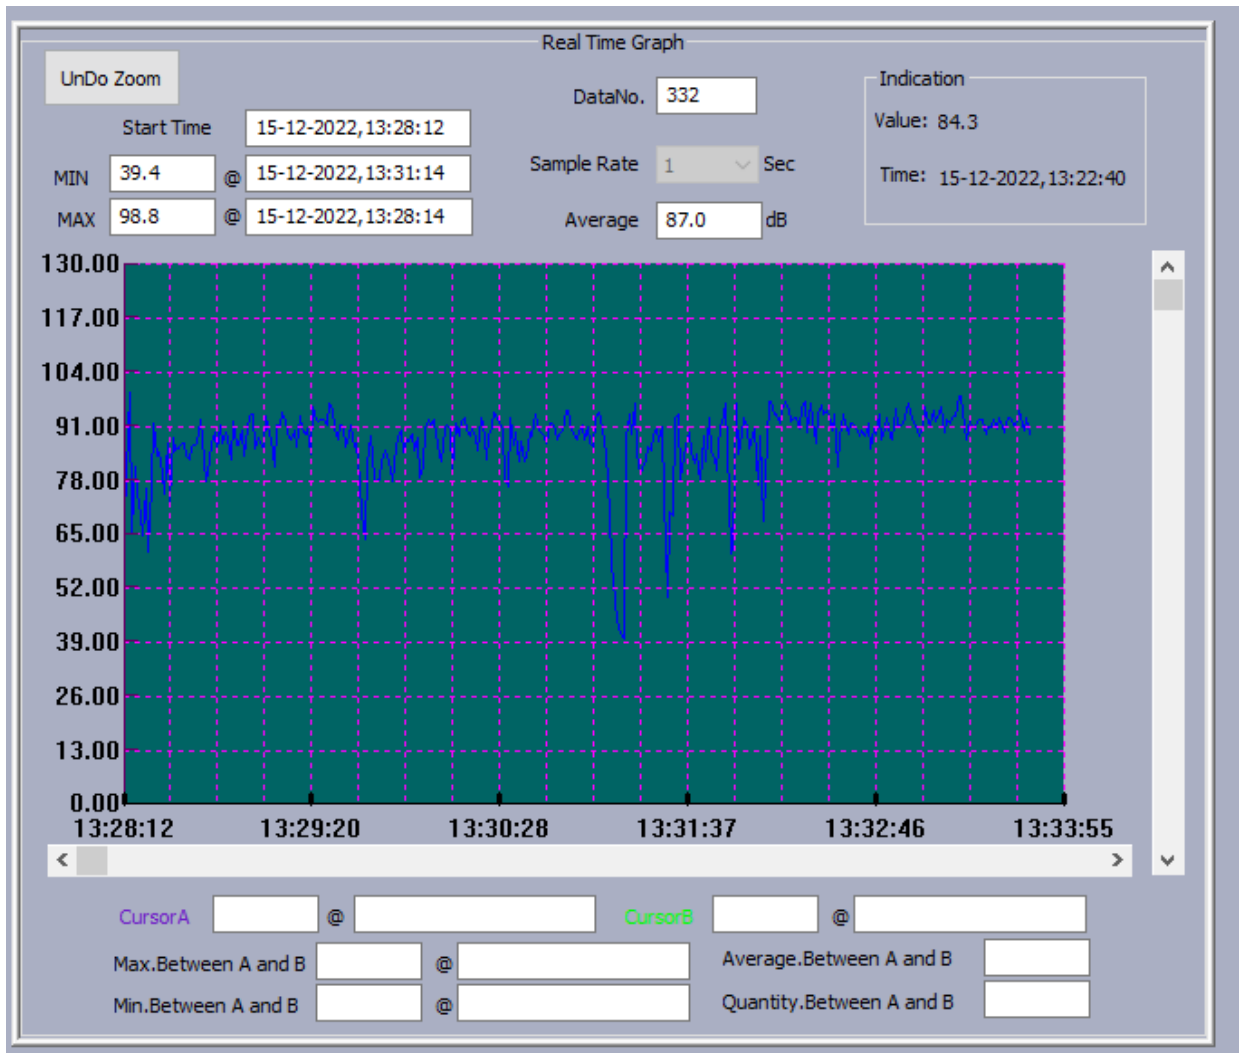 Real Time Graph
UnDo Zoom
DataNo. 332
Indication
Value: 84.3
Time: 15-12-2022,13:22:40
Start Time 15-12-2022,13:28:12
Sample Rate 1 Sec
MIN 39.4 @ 15-12-2022,13:31:14
MAX 98.8 @ 15-12-2022,13:28:14
Average 87.0 dB
130.00
117.00
104.00
91.00
78.00
65.00
52.00
39.00
26.00
13.00
0.00
13:28:12 13:29:20 13:30:28 13:31:37 13:32:46 13:33:55
CursorA @ CursorB @
Max.Between A and B @ Average.Between A and B
Min.Between A and B @ Quantity.Between A and B